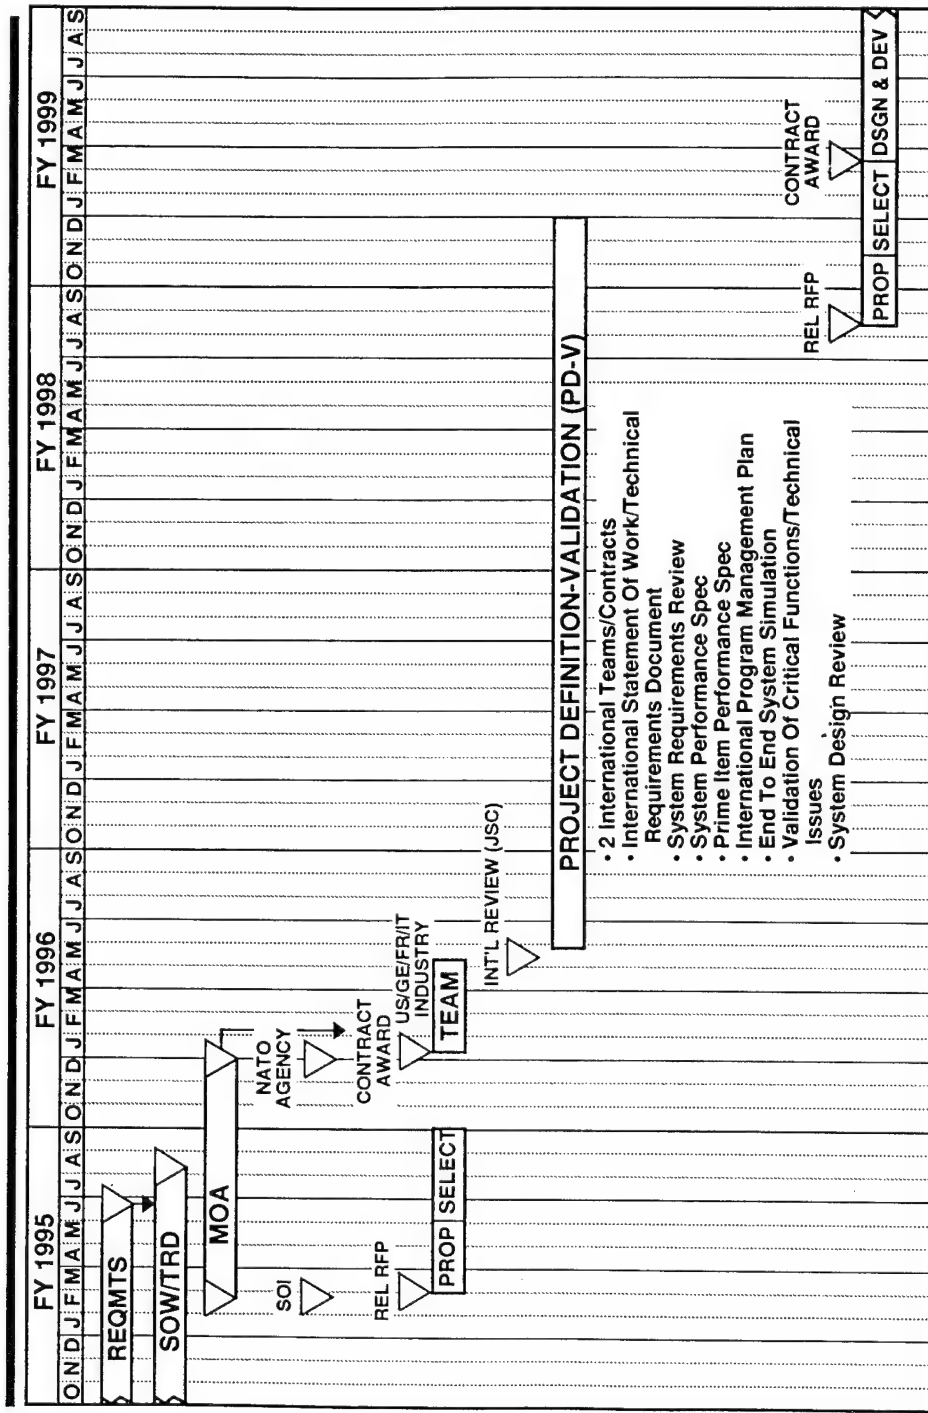 FY 1995 FY 1996 FY 1997 FY 1998 FY 1999
O N D J F M A M J J A S O N D J F M A M J J A S O N D J F M A M J J A S O N D J F M A M J J A S O N D J F M A M J J A S
REQMTS
SOW/TRD
MOA
SOI
NATO
AGENCY
REL RFP
CONTRACT
AWARD
US/GE/FR/IT
INDUSTRY
PROP SELECT
TEAM
INT'L REVIEW (JSC)
PROJECT DEFINITION-VALIDATION (PD-V)
• 2 International Teams/Contracts
• International Statement Of Work/Technical
Requirements Document
• System Requirements Review
• System Performance Spec
• Prime Item Performance Spec
• International Program Management Plan
• End To End System Simulation
• Validation Of Critical Functions/Technical
Issues
• System Design Review
REL RFP
CONTRACT
AWARD
PROP SELECT DSGN & DEV